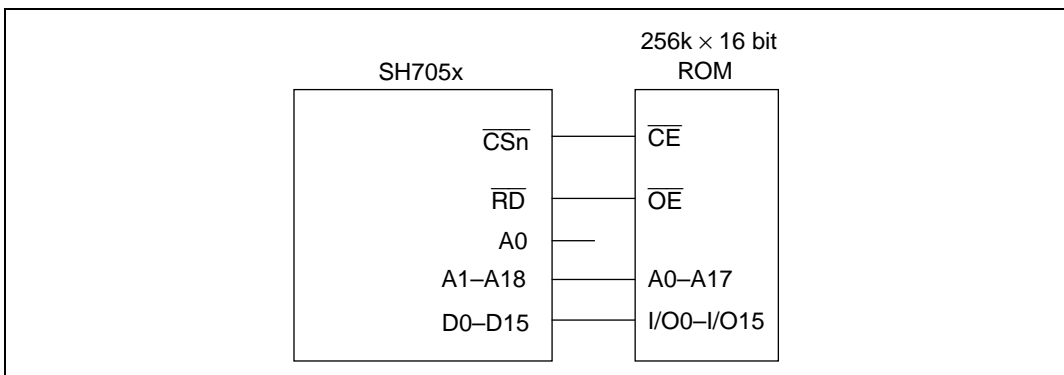 256k × 16 bit
SH705x ROM
CSn CE
RD OE
A0
A1–A18 A0–A17
D0–D15 I/O0–I/O15